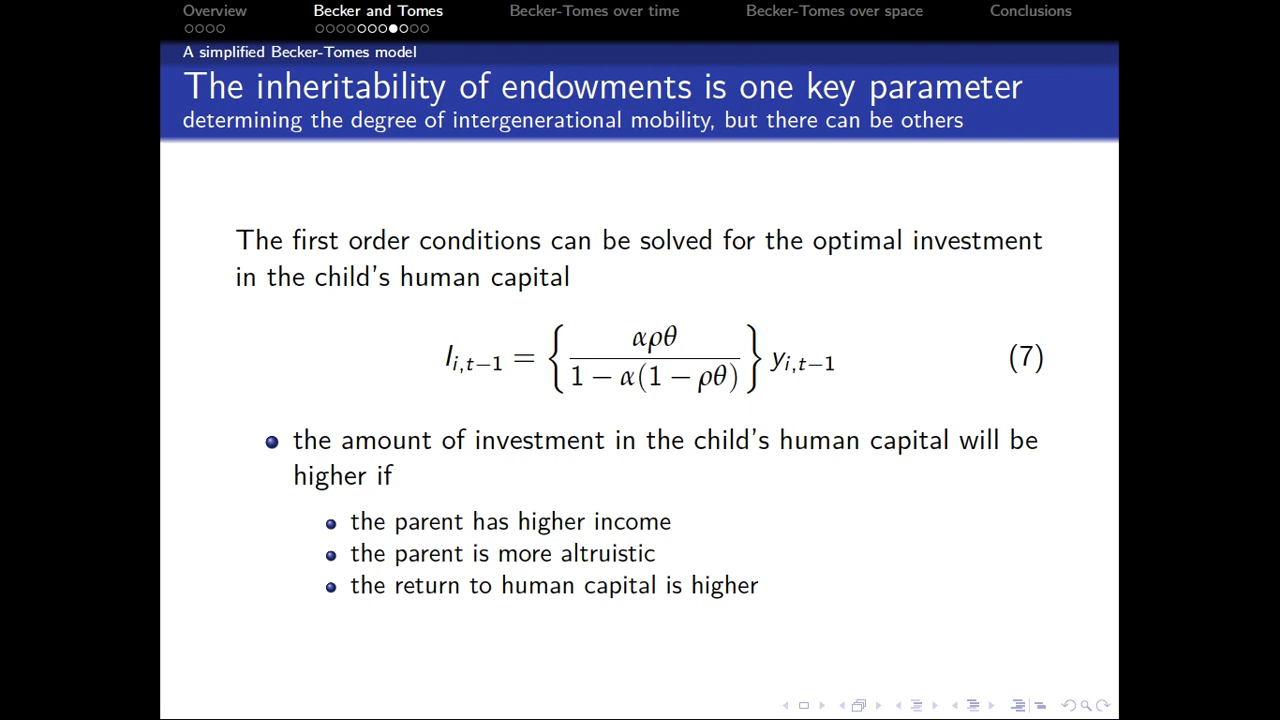 Overview Becker and Tomes Becker-Tomes over time Becker-Tomes over space Conclusions
A simplified Becker-Tomes model
The inheritability of endowments is one key parameter
determining the degree of intergenerational mobility, but there can be others
The first order conditions can be solved for the optimal investment
in the child's human capital
I_{i,t−1} = { αρθ / 1 − α(1 − ρθ) } y_{i,t−1} (7)
the amount of investment in the child's human capital will be
higher if
the parent has higher income
the parent is more altruistic
the return to human capital is higher